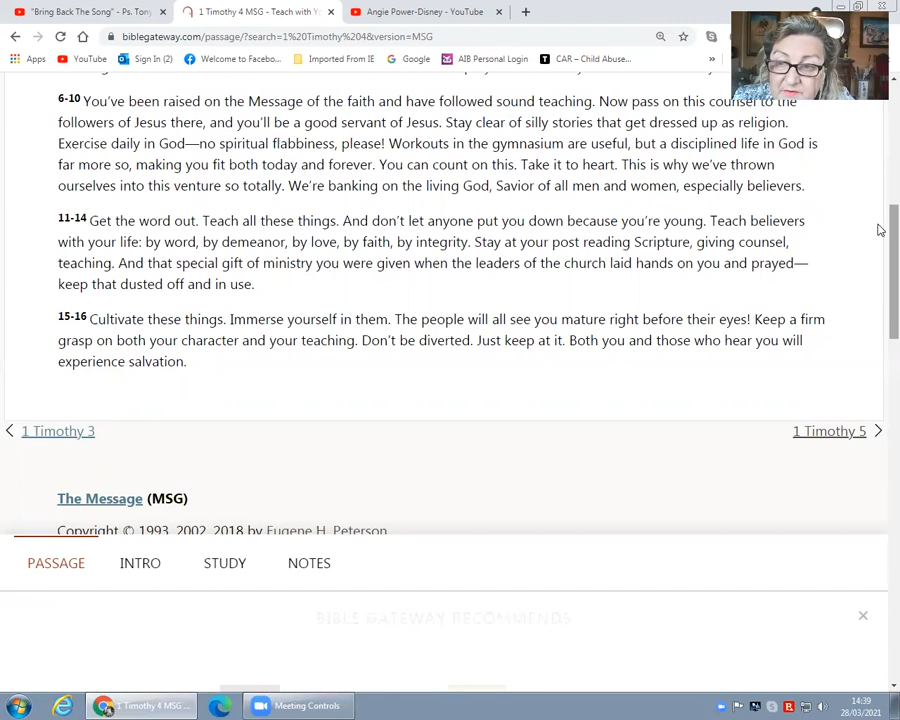 "Bring Back The Song" - Ps. Tony
1 Timothy 4 MSG - Teach with Yo
Angie Power-Disney - YouTube
biblegateway.com/passage/?search=1%20Timothy%204&version=MSG
Apps
YouTube
Sign In (2)
Welcome to Facebo...
Imported From IE
Google
AIB Personal Login
CAR – Child Abuse...
»
6-10 You've been raised on the Message of the faith and have followed sound teaching. Now pass on this counsel to the
followers of Jesus there, and you'll be a good servant of Jesus. Stay clear of silly stories that get dressed up as religion.
Exercise daily in God—no spiritual flabbiness, please! Workouts in the gymnasium are useful, but a disciplined life in God is
far more so, making you fit both today and forever. You can count on this. Take it to heart. This is why we've thrown
ourselves into this venture so totally. We're banking on the living God, Savior of all men and women, especially believers.
11-14 Get the word out. Teach all these things. And don't let anyone put you down because you're young. Teach believers
with your life: by word, by demeanor, by love, by faith, by integrity. Stay at your post reading Scripture, giving counsel,
teaching. And that special gift of ministry you were given when the leaders of the church laid hands on you and prayed—
keep that dusted off and in use.
15-16 Cultivate these things. Immerse yourself in them. The people will all see you mature right before their eyes! Keep a firm
grasp on both your character and your teaching. Don't be diverted. Just keep at it. Both you and those who hear you will
experience salvation.
1 Timothy 3
1 Timothy 5
The Message (MSG)
Copyright © 1993, 2002, 2018 by Eugene H. Peterson
PASSAGE INTRO STUDY NOTES
BIBLE GATEWAY RECOMMENDS
1 Timothy 4 MSG ...
Meeting Controls
14:39
28/03/2021